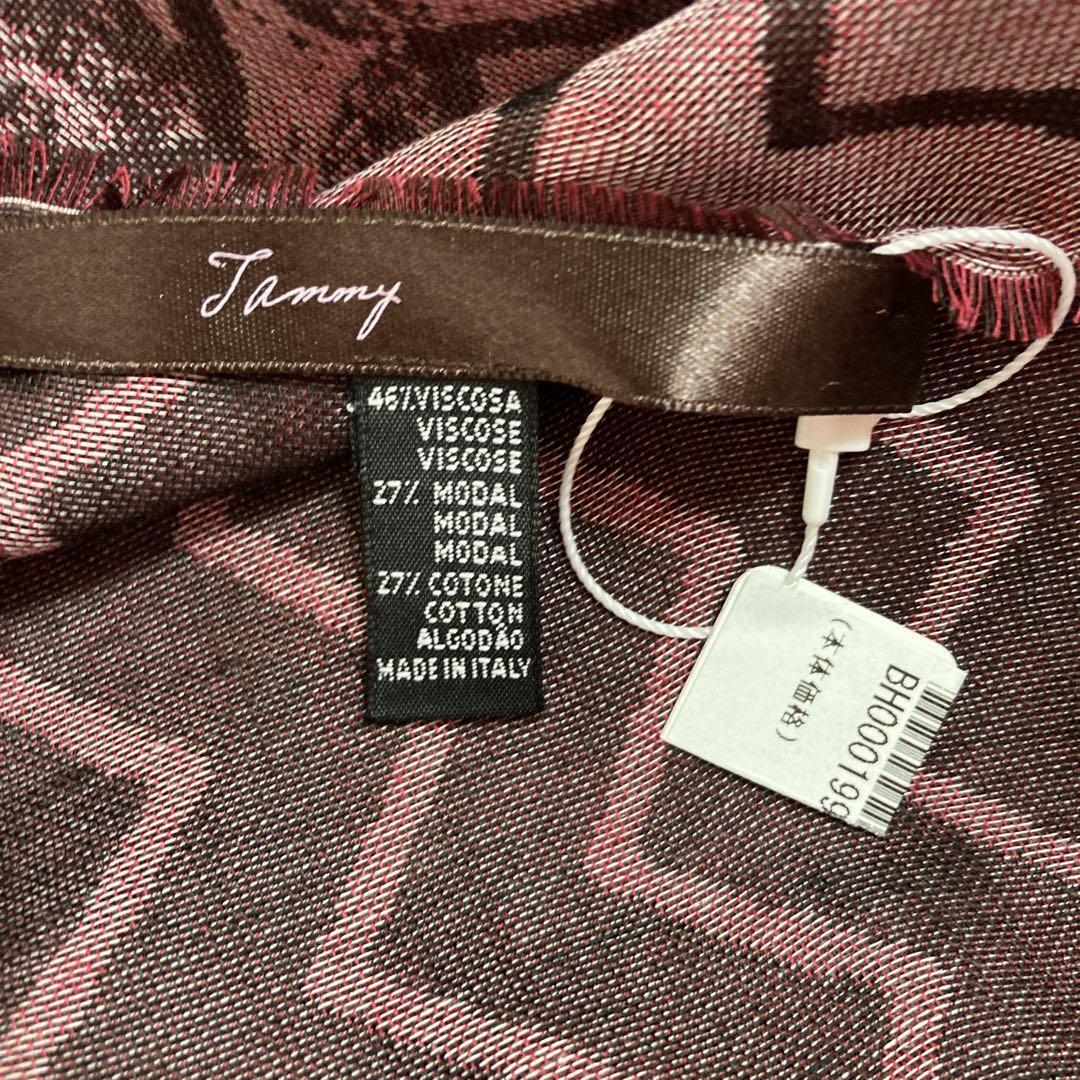 Tammy
46%VISCOSA
VISCOSE
VISCOSE
27% MODAL
MODAL
MODAL
27% COTONE
COTTON
ALGODÃO
MADE IN ITALY
(本体価格)
BH000199